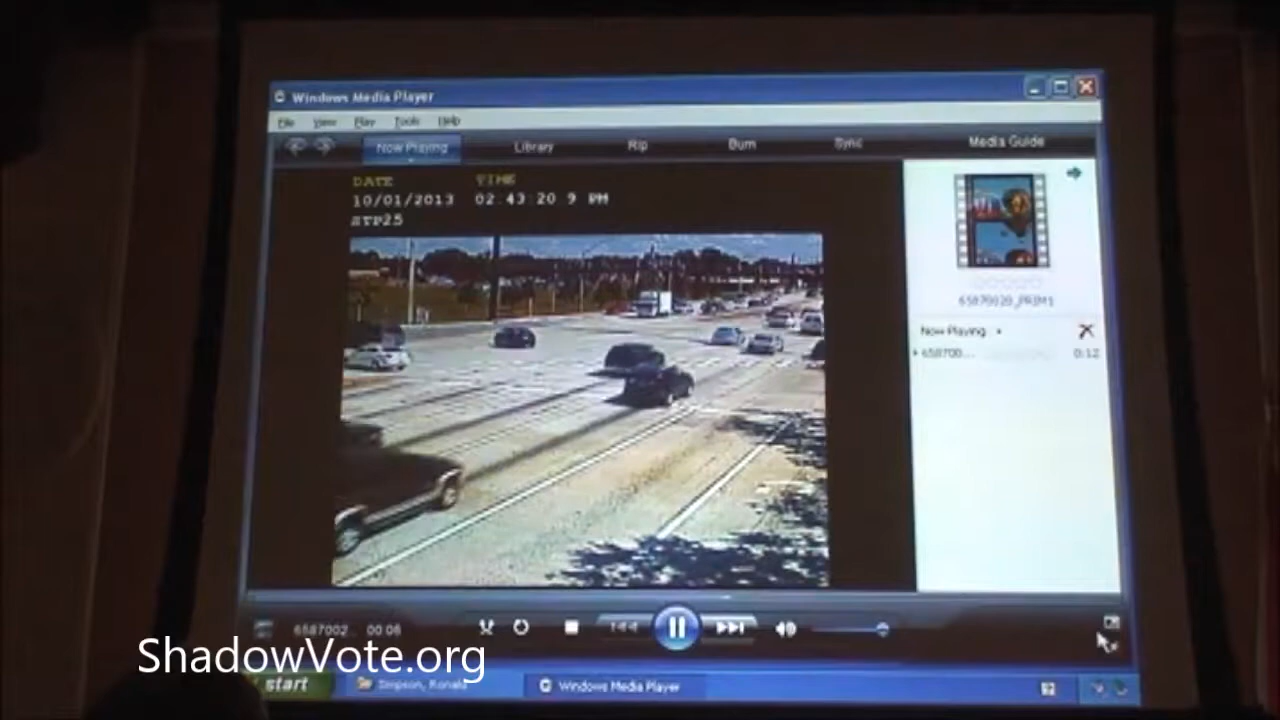 Windows Media Player
File View Play Tools Help
Now Playing Library Rip Burn Sync Media Guide
DATE TIME
10/01/2013 02:43:20 9 PM
STP25
Now Playing
0:12
6587002... 00:06
ShadowVote.org
start Simpson, Ronald Windows Media Player